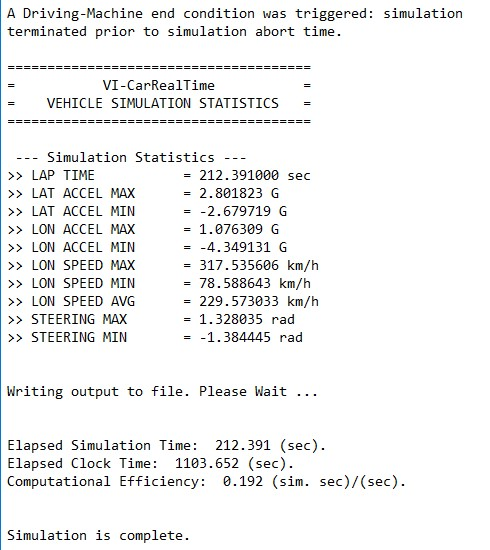 A Driving-Machine end condition was triggered: simulation
terminated prior to simulation abort time.
======================================
= VI-CarRealTime =
= VEHICLE SIMULATION STATISTICS =
======================================
--- Simulation Statistics ---
>> LAP TIME = 212.391000 sec
>> LAT ACCEL MAX = 2.801823 G
>> LAT ACCEL MIN = -2.679719 G
>> LON ACCEL MAX = 1.076309 G
>> LON ACCEL MIN = -4.349131 G
>> LON SPEED MAX = 317.535606 km/h
>> LON SPEED MIN = 78.588643 km/h
>> LON SPEED AVG = 229.573033 km/h
>> STEERING MAX = 1.328035 rad
>> STEERING MIN = -1.384445 rad
Writing output to file. Please Wait ...
Elapsed Simulation Time: 212.391 (sec).
Elapsed Clock Time: 1103.652 (sec).
Computational Efficiency: 0.192 (sim. sec)/(sec).
Simulation is complete.